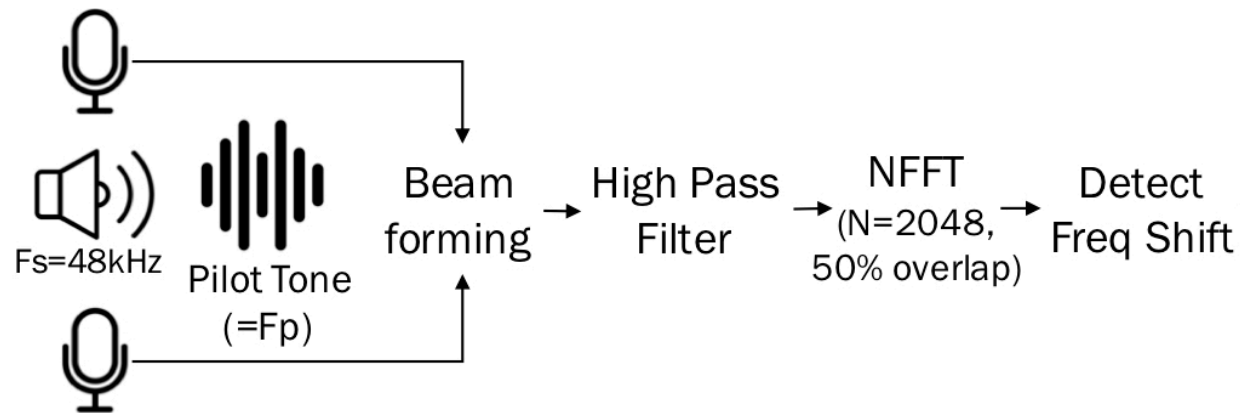 Fs=48kHz
Pilot Tone
(=Fp)
Beam
forming
High Pass
Filter
NFFT
(N=2048,
50% overlap)
Detect
Freq Shift